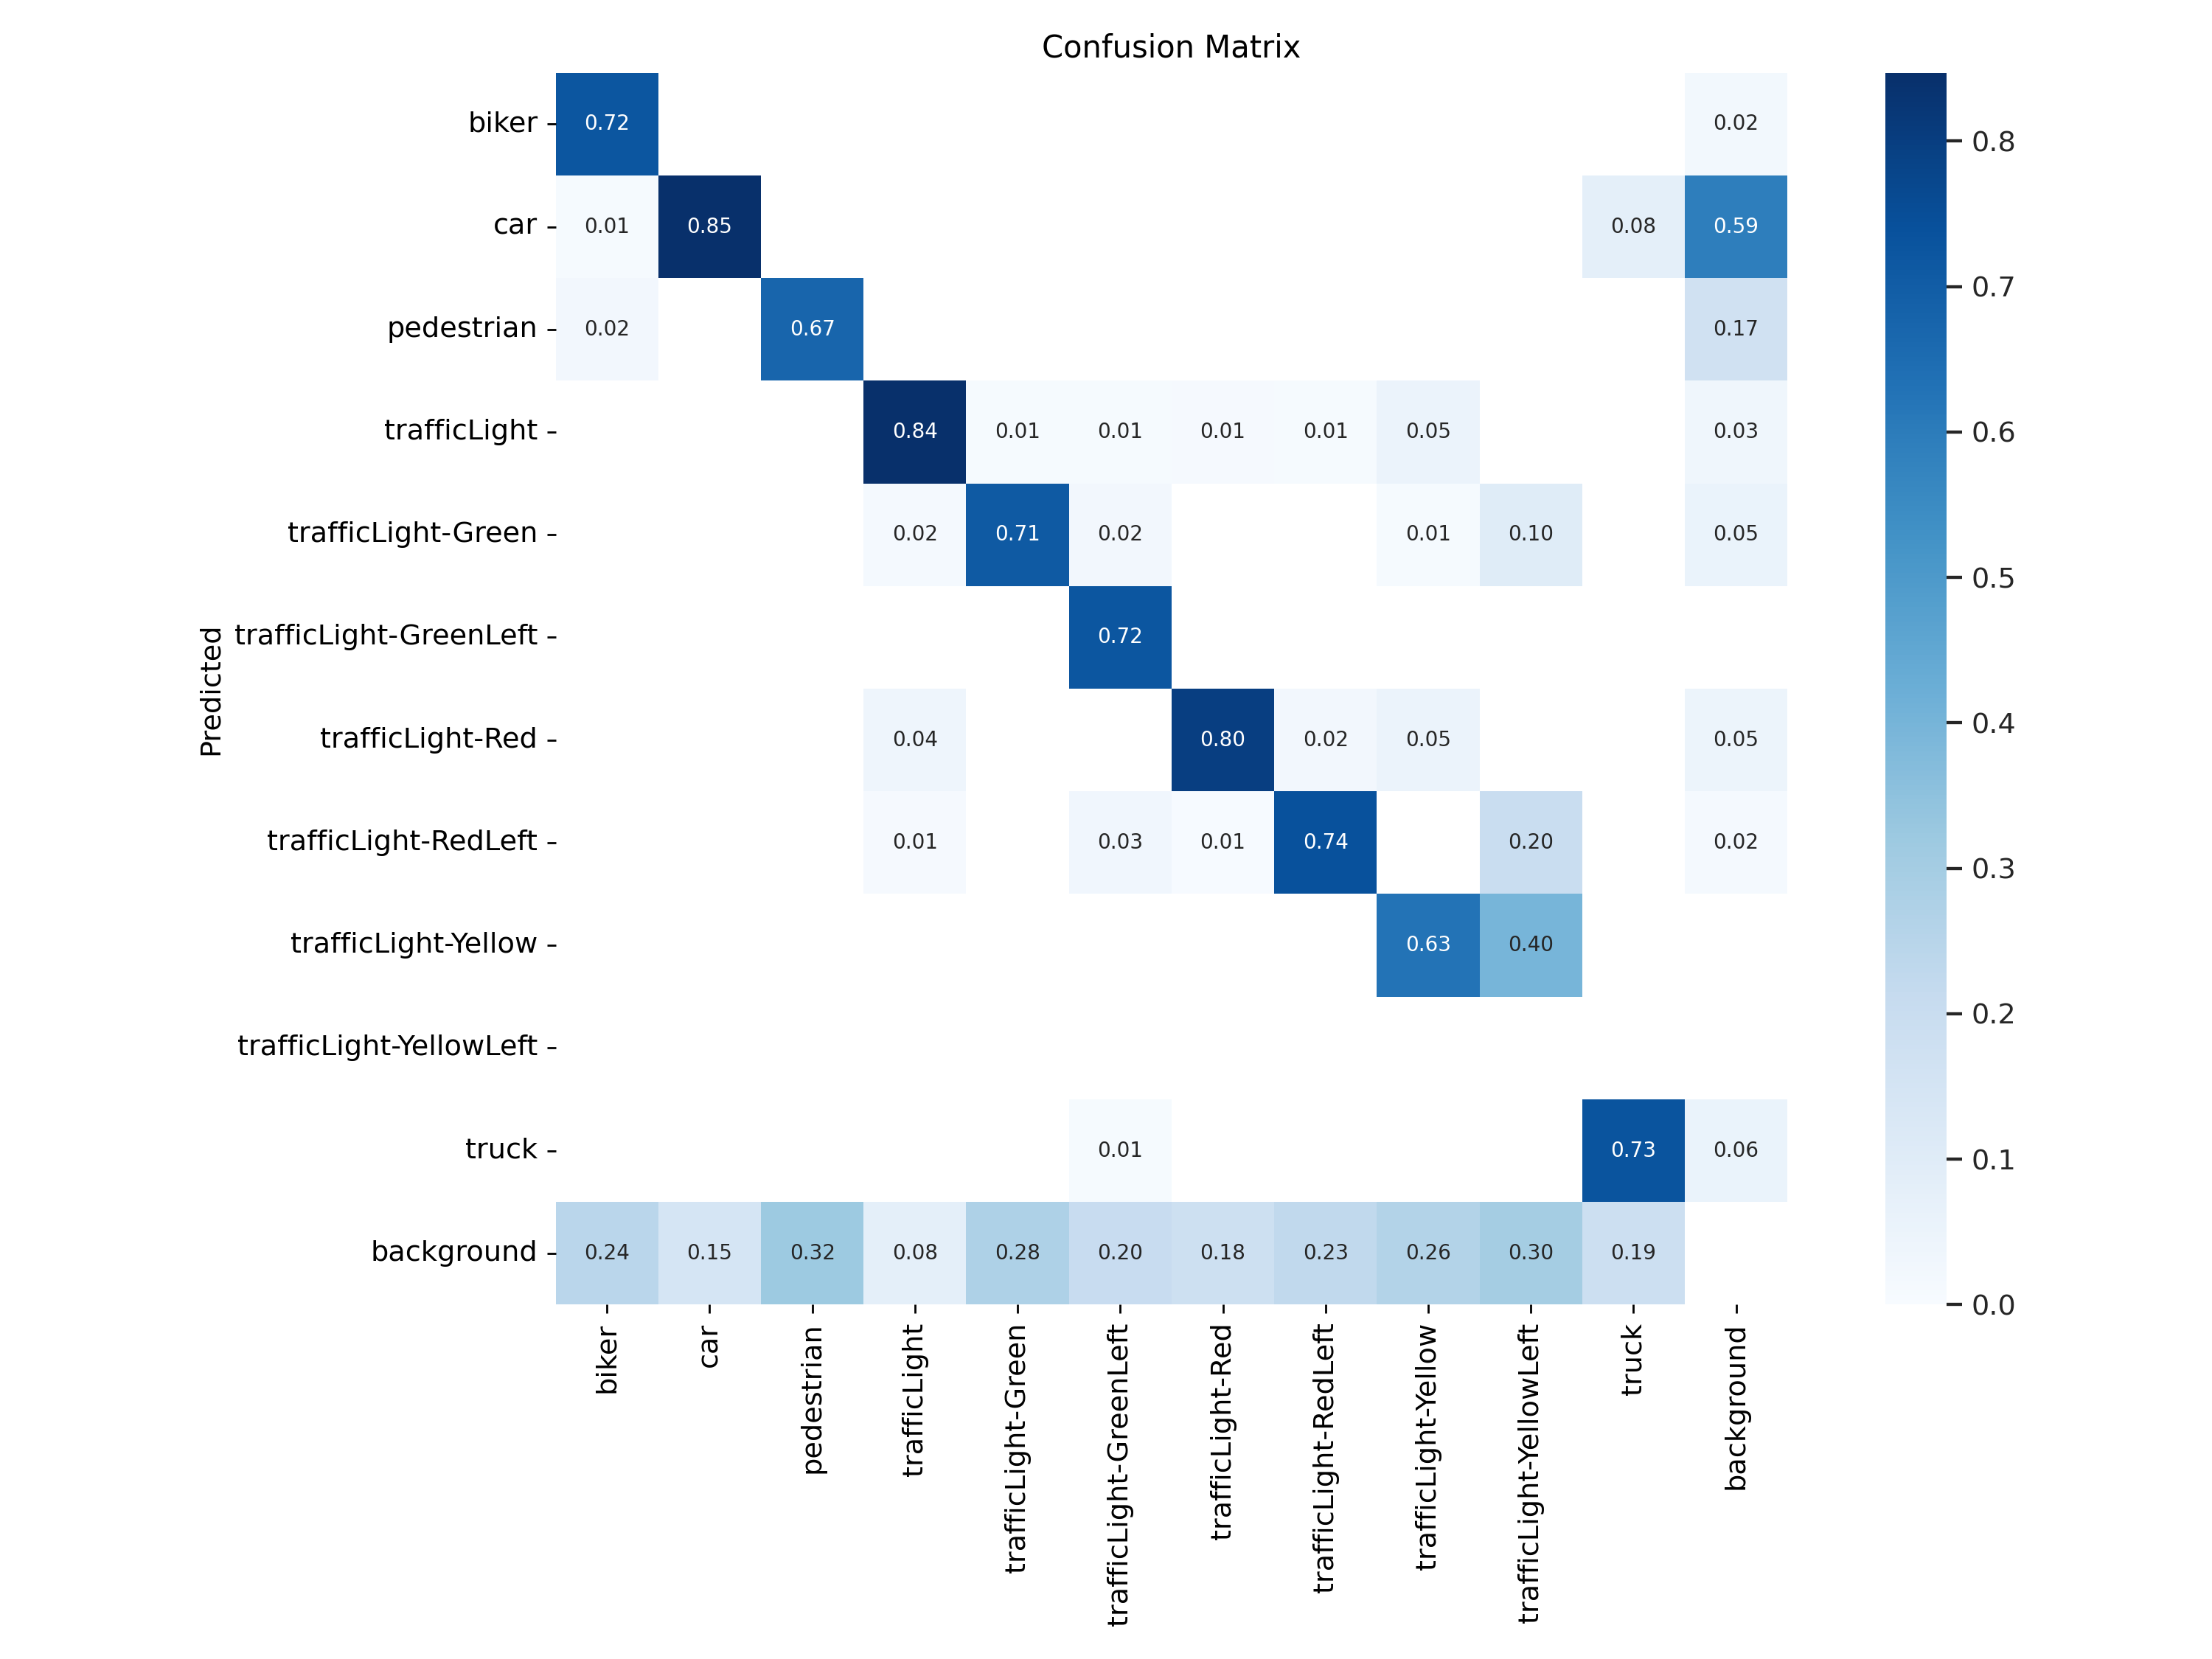 Confusion Matrix
biker 0.72 0.02
car 0.01 0.85 0.08 0.59
pedestrian 0.02 0.67 0.17
trafficLight 0.84 0.01 0.01 0.01 0.01 0.05 0.03
trafficLight-Green 0.02 0.71 0.02 0.01 0.10 0.05
trafficLight-GreenLeft 0.72
trafficLight-Red 0.04 0.80 0.02 0.05 0.05
trafficLight-RedLeft 0.01 0.03 0.01 0.74 0.20 0.02
trafficLight-Yellow 0.63 0.40
trafficLight-YellowLeft
truck 0.01 0.73 0.06
background 0.24 0.15 0.32 0.08 0.28 0.20 0.18 0.23 0.26 0.30 0.19
Predicted
biker
car
pedestrian
trafficLight
trafficLight-Green
trafficLight-GreenLeft
trafficLight-Red
trafficLight-RedLeft
trafficLight-Yellow
trafficLight-YellowLeft
truck
background
0.8
0.7
0.6
0.5
0.4
0.3
0.2
0.1
0.0